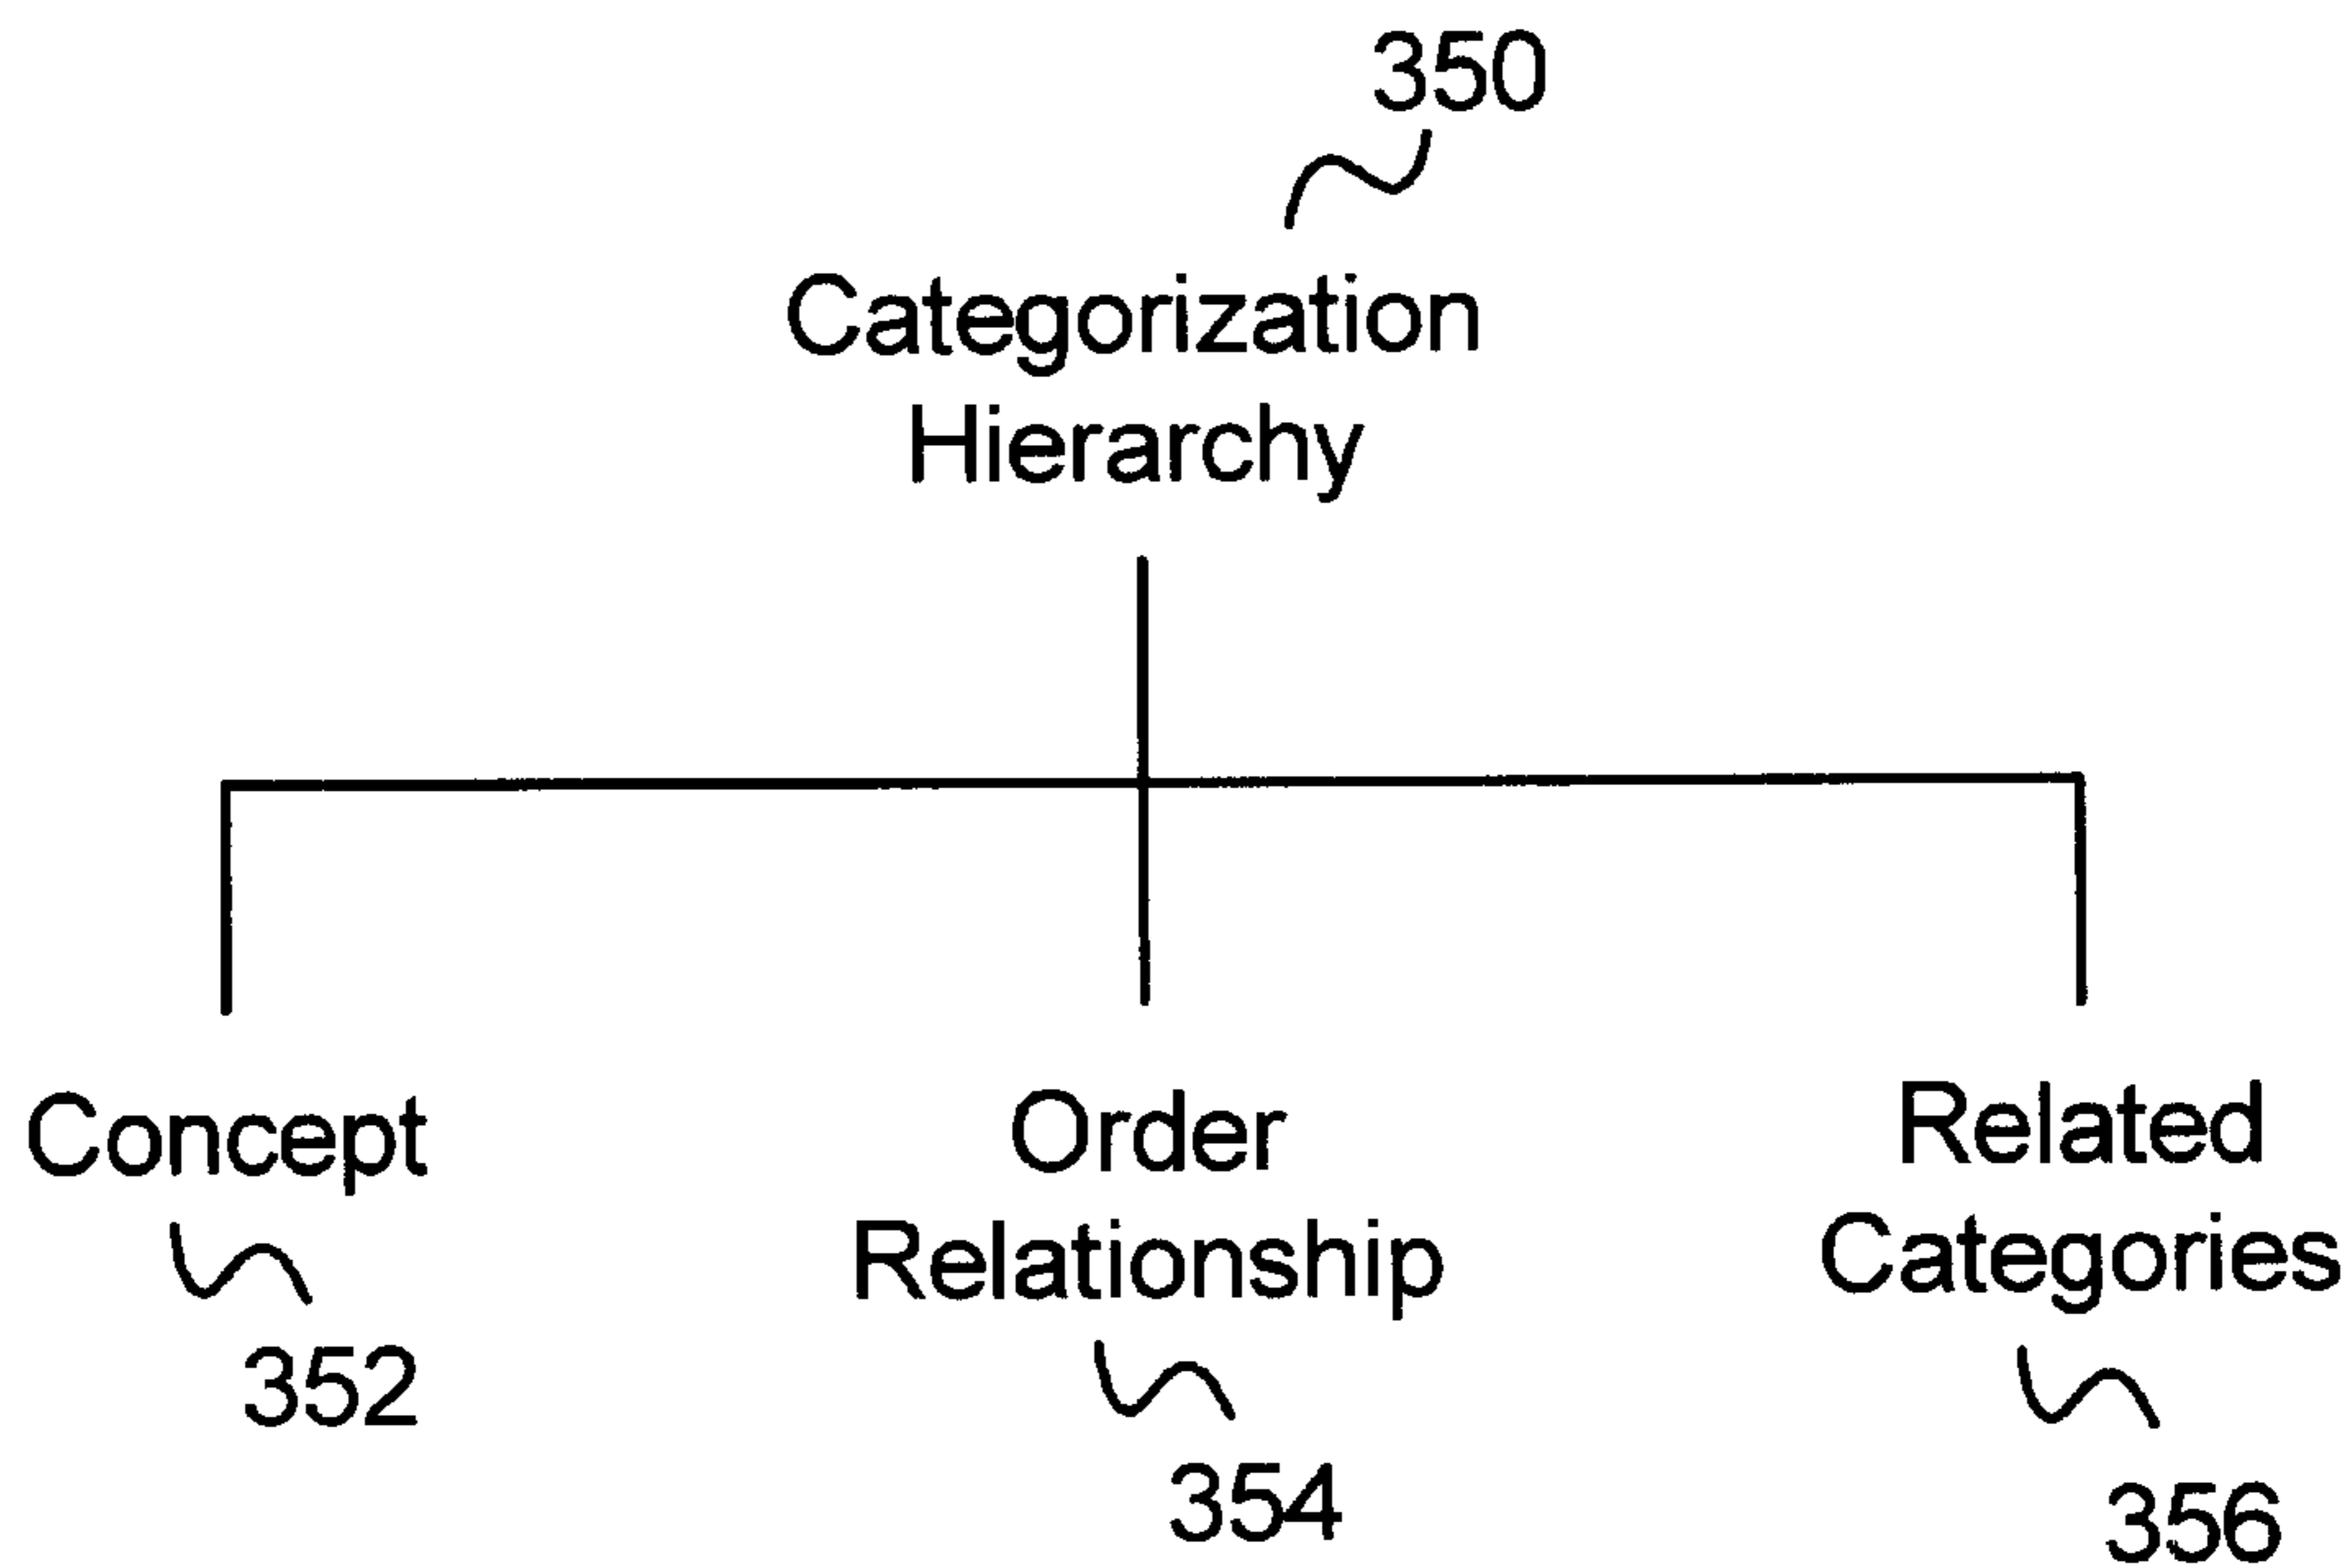 350
Categorization
Hierarchy
Concept
352
Order
Relationship
354
Related
Categories
356